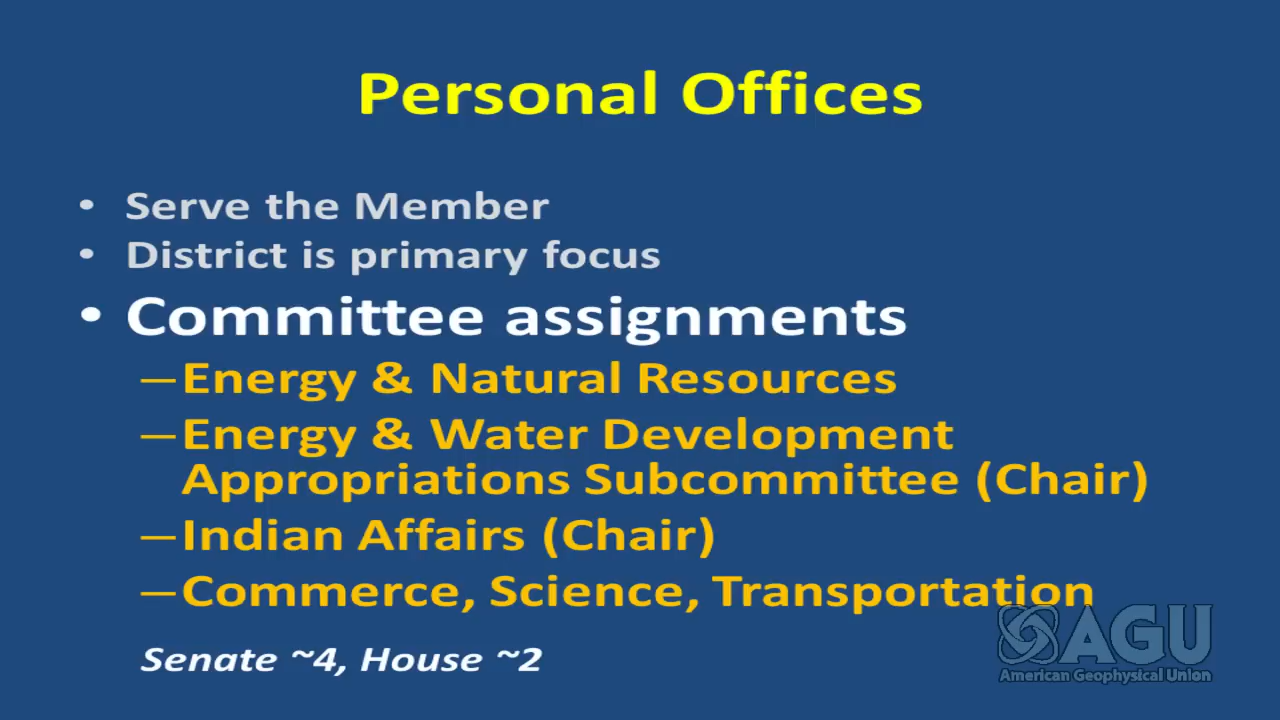 Personal Offices
• Serve the Member
• District is primary focus
• Committee assignments
–Energy & Natural Resources
–Energy & Water Development
Appropriations Subcommittee (Chair)
–Indian Affairs (Chair)
–Commerce, Science, Transportation
Senate ~4, House ~2
AGU
American Geophysical Union